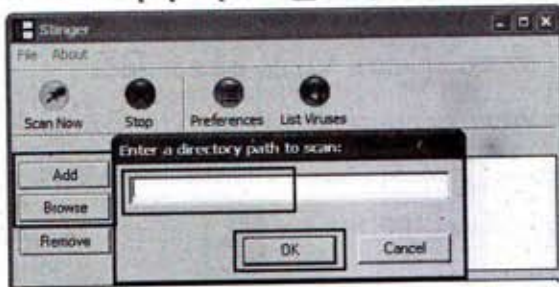 Stinger
File About
Scan Now Stop Preferences List Viruses
Enter a directory path to scan:
Add
Browse
Remove
OK Cancel